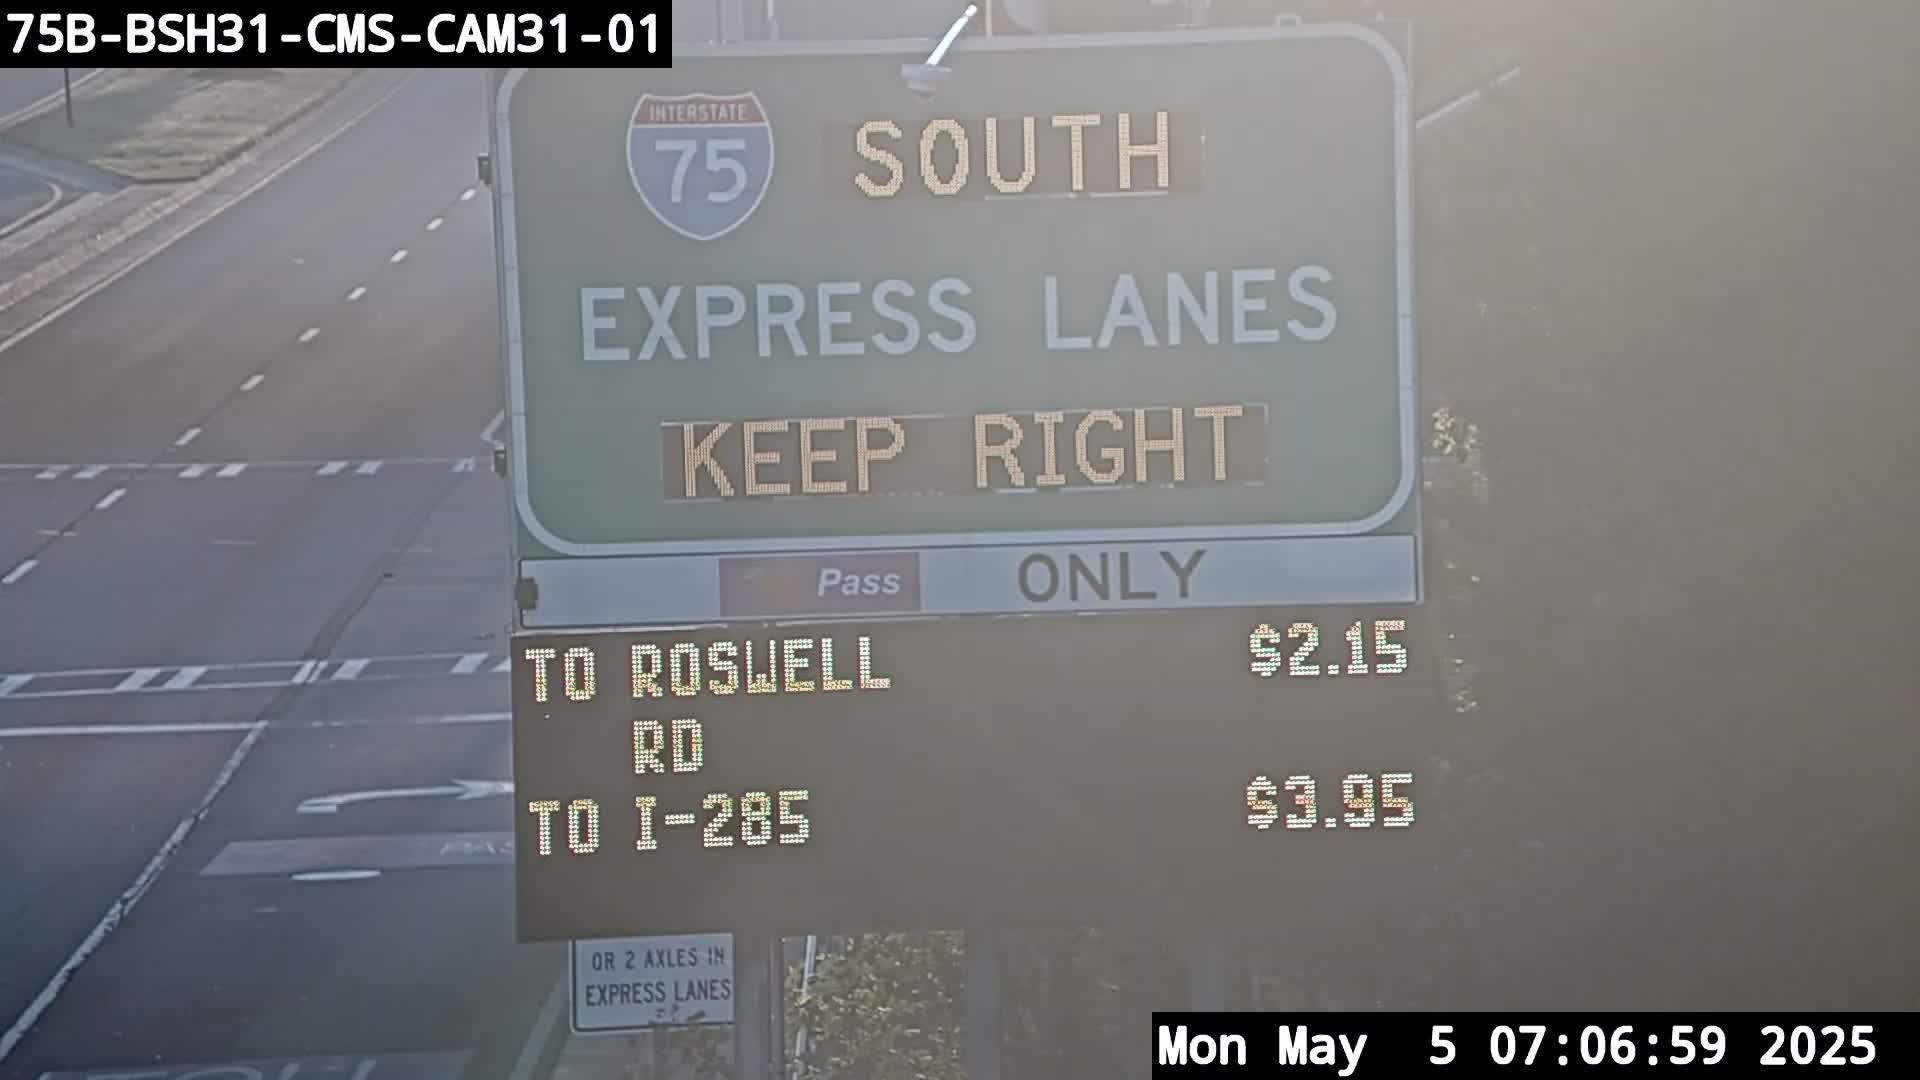 75B-BSH31-CMS-CAM31-01
INTERSTATE
75
SOUTH
EXPRESS LANES
KEEP RIGHT
Pass ONLY
TO ROSWELL $2.15
RD
TO I-285 $3.95
OR 2 AXLES IN
EXPRESS LANES
Mon May 5 07:06:59 2025